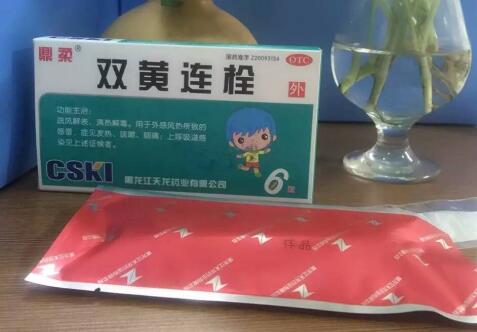 鼎柔®
国药准字 Z20093154
OTC
双黄连栓
外
功能主治：
疏风解表，清热解毒。用于外感风热所致的
感冒，症见发热、咳嗽、咽痛；上呼吸道感
染见上述证候者。
CSKI
黑龙江天龙药业有限公司
6粒
样品